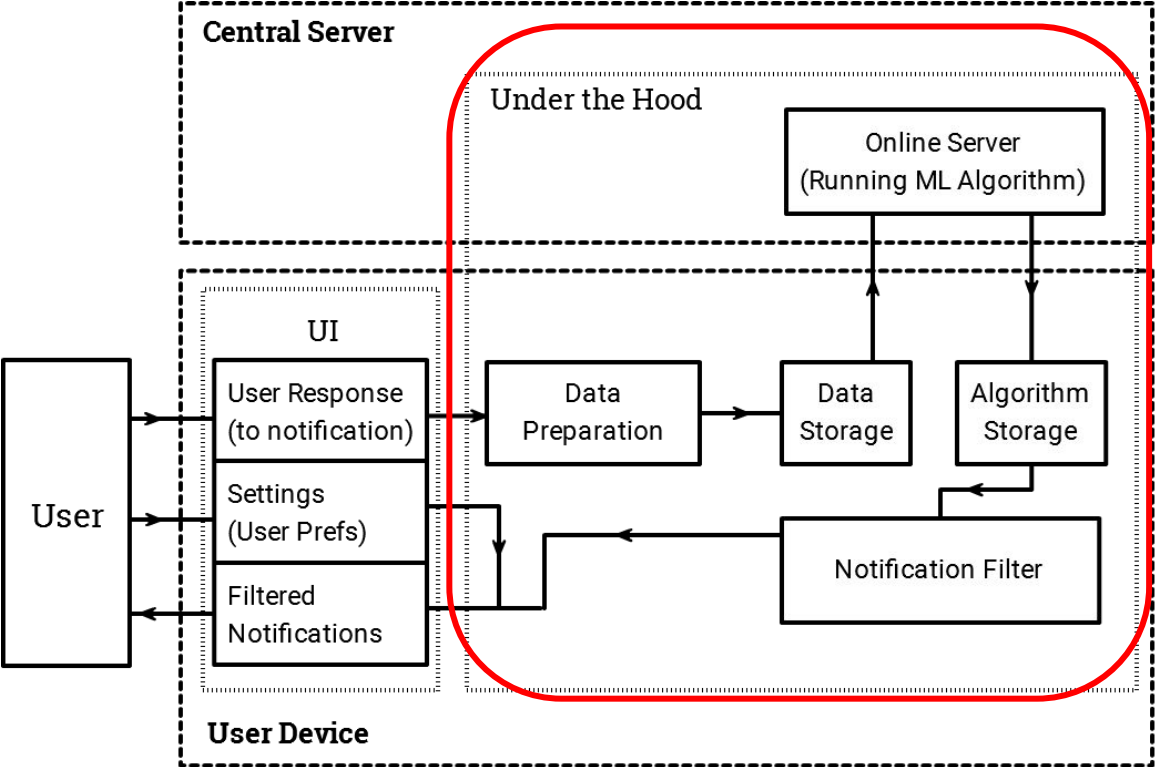 Central Server
Under the Hood
Online Server
(Running ML Algorithm)
UI
User
User Response
(to notification)
Settings
(User Prefs)
Filtered
Notifications
Data
Preparation
Data
Storage
Algorithm
Storage
Notification Filter
User Device